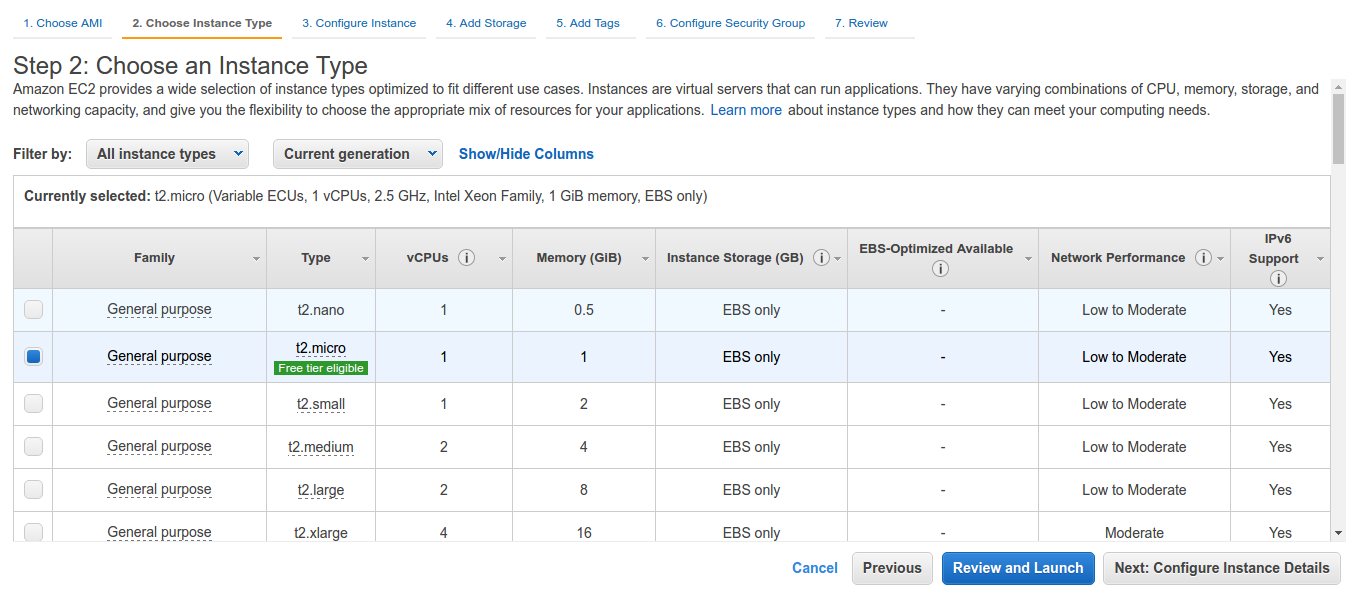 1. Choose AMI 2. Choose Instance Type 3. Configure Instance 4. Add Storage 5. Add Tags 6. Configure Security Group 7. Review
Step 2: Choose an Instance Type
Amazon EC2 provides a wide selection of instance types optimized to fit different use cases. Instances are virtual servers that can run applications. They have varying combinations of CPU, memory, storage, and
networking capacity, and give you the flexibility to choose the appropriate mix of resources for your applications. Learn more about instance types and how they can meet your computing needs.
Filter by: All instance types Current generation Show/Hide Columns
Currently selected: t2.micro (Variable ECUs, 1 vCPUs, 2.5 GHz, Intel Xeon Family, 1 GiB memory, EBS only)
Family Type vCPUs i Memory (GiB) Instance Storage (GB) i EBS-Optimized Available i Network Performance i IPv6 Support i
General purpose t2.nano 1 0.5 EBS only - Low to Moderate Yes
General purpose t2.micro 1 1 EBS only - Low to Moderate Yes
Free tier eligible
General purpose t2.small 1 2 EBS only - Low to Moderate Yes
General purpose t2.medium 2 4 EBS only - Low to Moderate Yes
General purpose t2.large 2 8 EBS only - Low to Moderate Yes
General purpose t2.xlarge 4 16 EBS only - Moderate Yes
Cancel Previous Review and Launch Next: Configure Instance Details